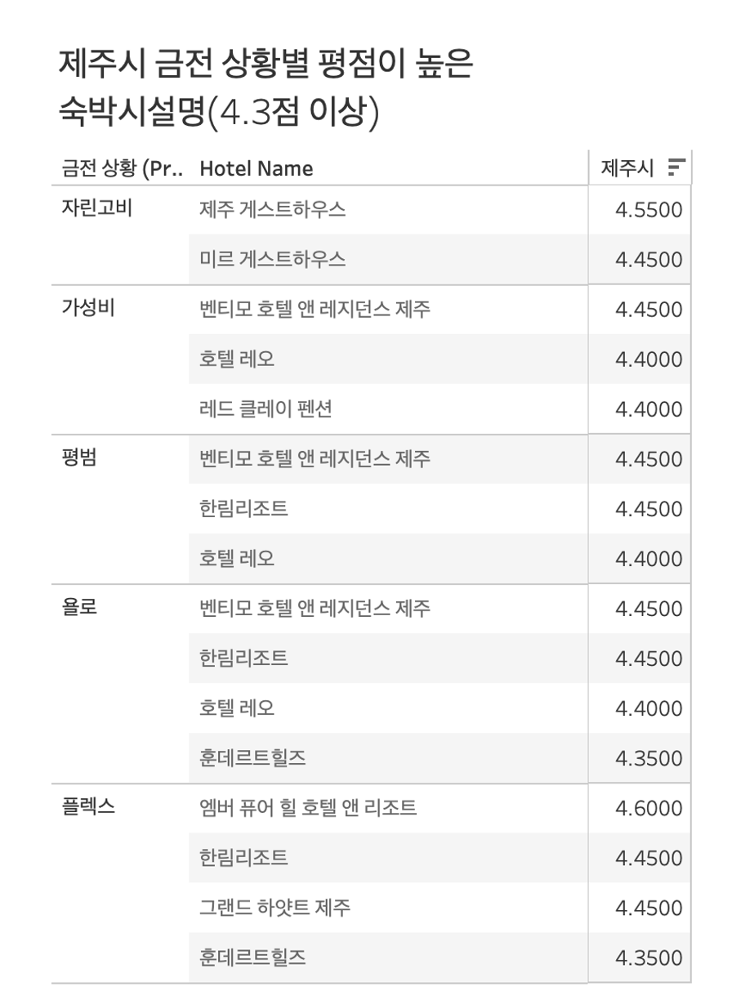 제주시 금전 상황별 평점이 높은
숙박시설명(4.3점 이상)
금전 상황 (Pr.. Hotel Name 제주시
자린고비 제주 게스트하우스 4.5500
미르 게스트하우스 4.4500
가성비 벤티모 호텔 앤 레지던스 제주 4.4500
호텔 레오 4.4000
레드 클레이 펜션 4.4000
평범 벤티모 호텔 앤 레지던스 제주 4.4500
한림리조트 4.4500
호텔 레오 4.4000
욜로 벤티모 호텔 앤 레지던스 제주 4.4500
한림리조트 4.4500
호텔 레오 4.4000
훈데르트힐즈 4.3500
플렉스 엠버 퓨어 힐 호텔 앤 리조트 4.6000
한림리조트 4.4500
그랜드 하얏트 제주 4.4500
훈데르트힐즈 4.3500